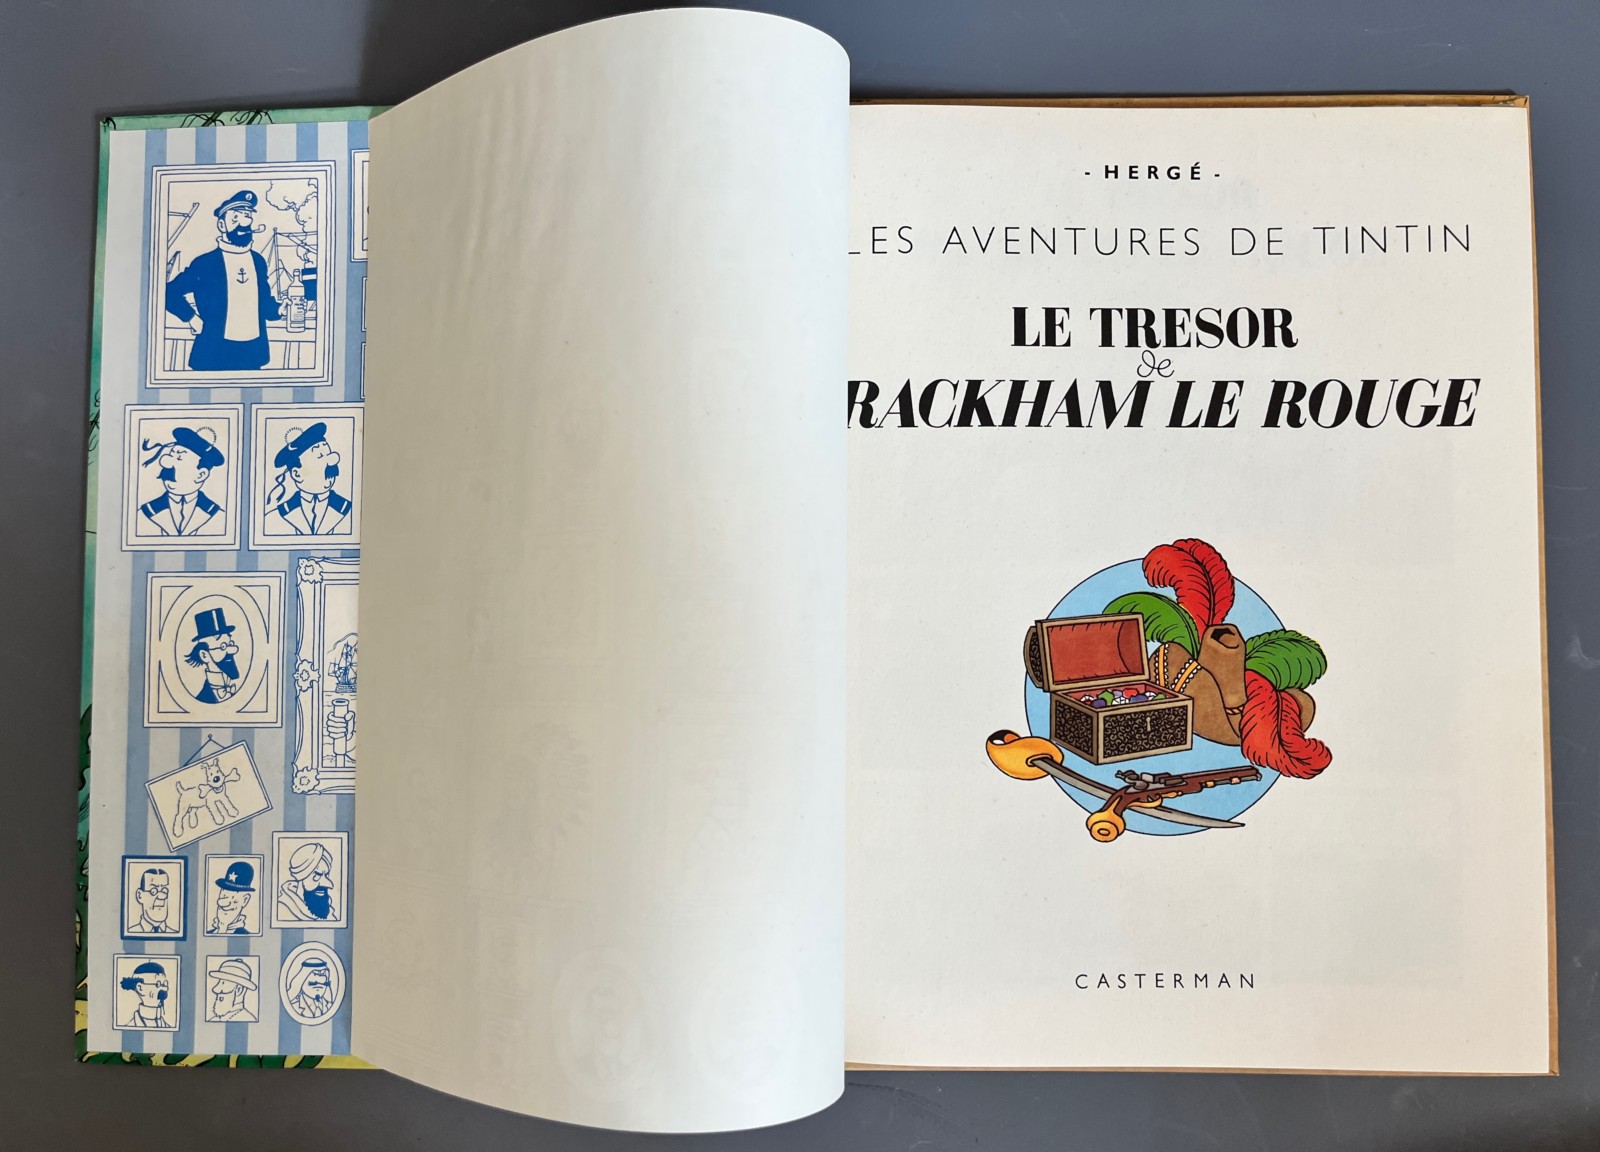 - HERGÉ -
LES AVENTURES DE TINTIN
LE TRESOR
de
RACKHAM LE ROUGE
CASTERMAN